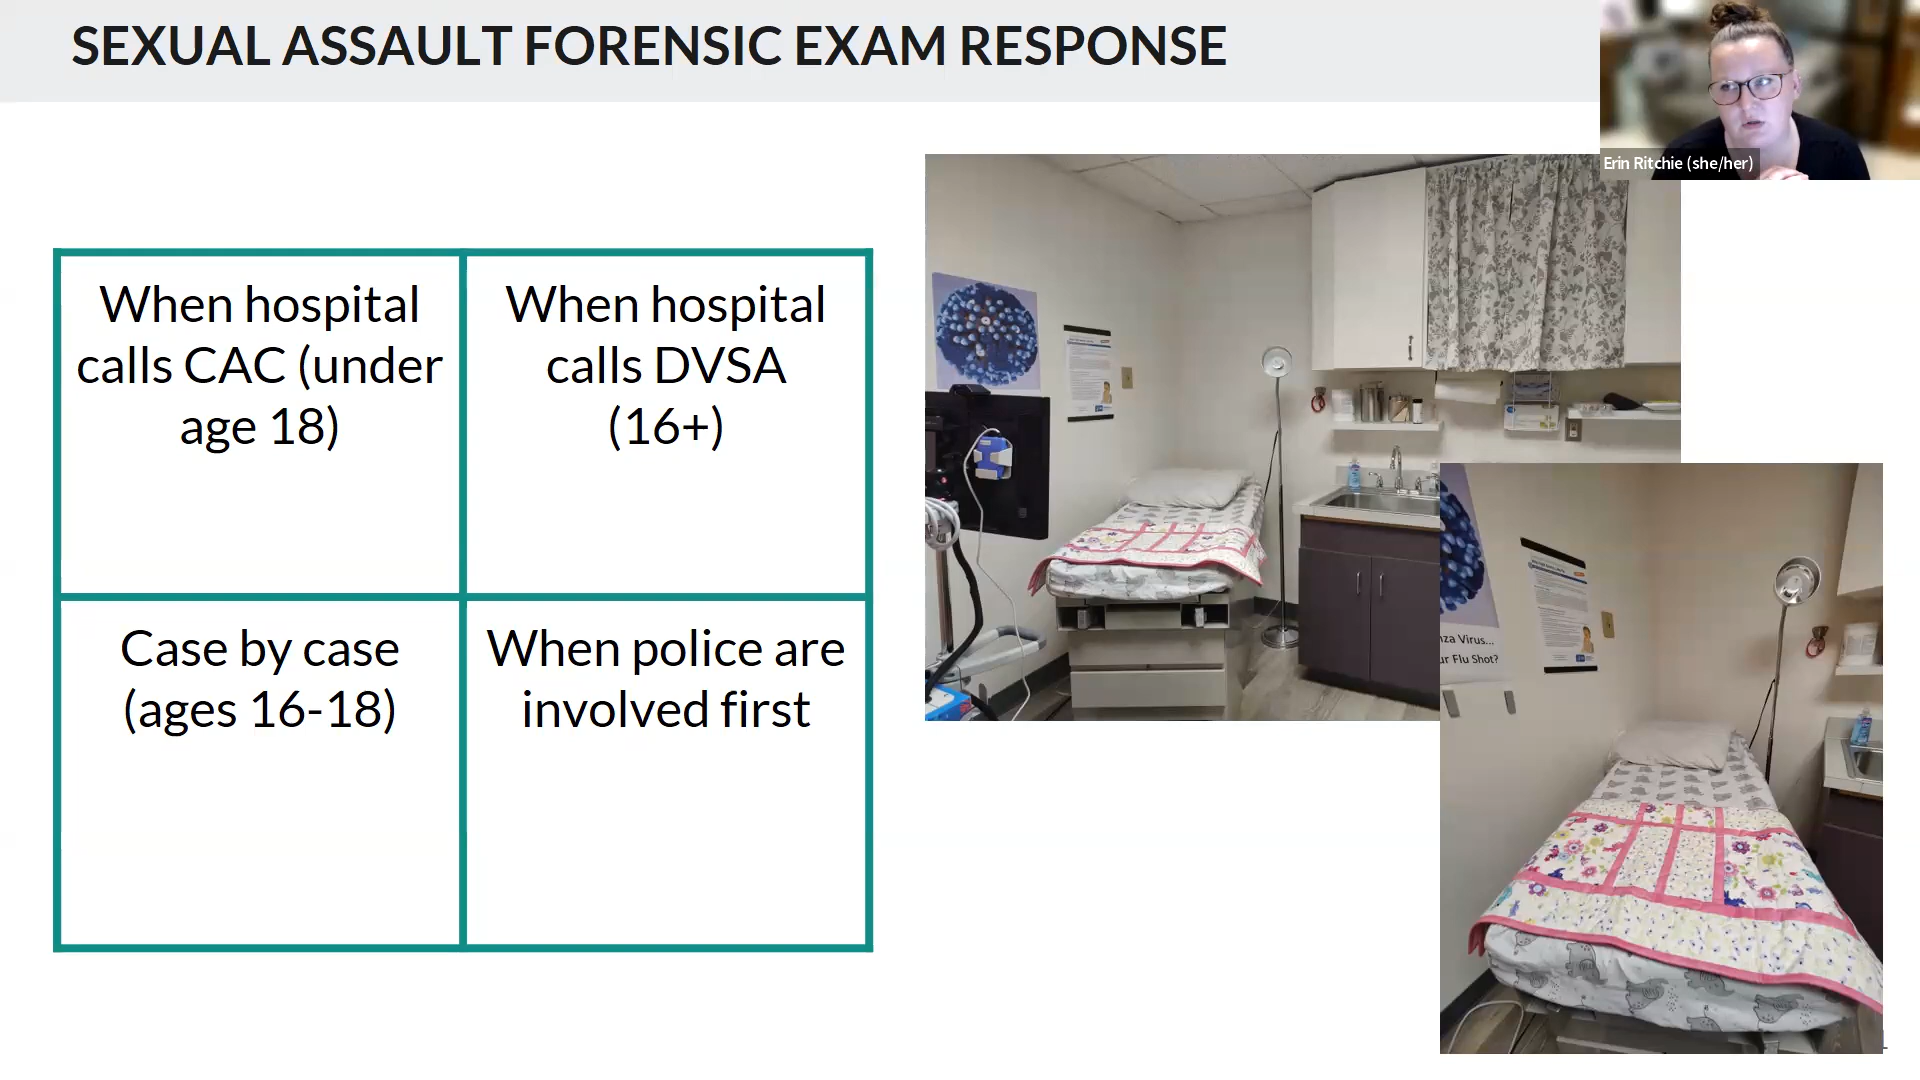 SEXUAL ASSAULT FORENSIC EXAM RESPONSE
Erin Ritchie (she/her)
When hospital
calls CAC (under
age 18)
When hospital
calls DVSA
(16+)
Case by case
(ages 16-18)
When police are
involved first
Virus...
Flu Shot?